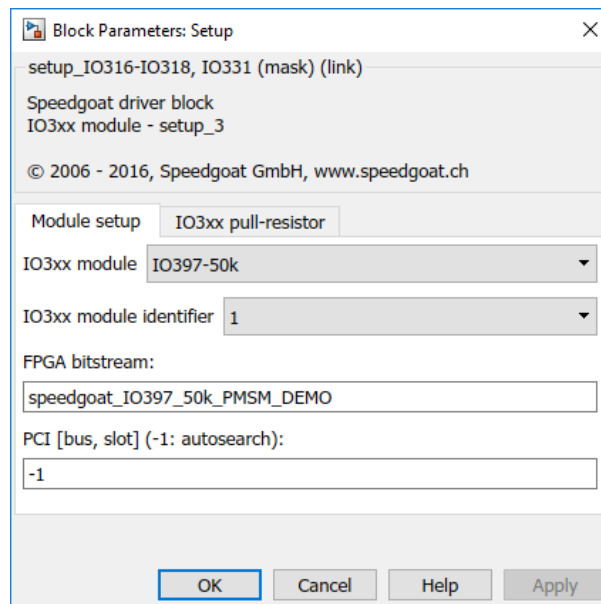 Block Parameters: Setup
setup_IO316-IO318, IO331 (mask) (link)
Speedgoat driver block
IO3xx module - setup_3
© 2006 - 2016, Speedgoat GmbH, www.speedgoat.ch
Module setup IO3xx pull-resistor
IO3xx module IO397-50k
IO3xx module identifier 1
FPGA bitstream:
speedgoat_IO397_50k_PMSM_DEMO
PCI [bus, slot] (-1: autosearch):
-1
OK Cancel Help Apply